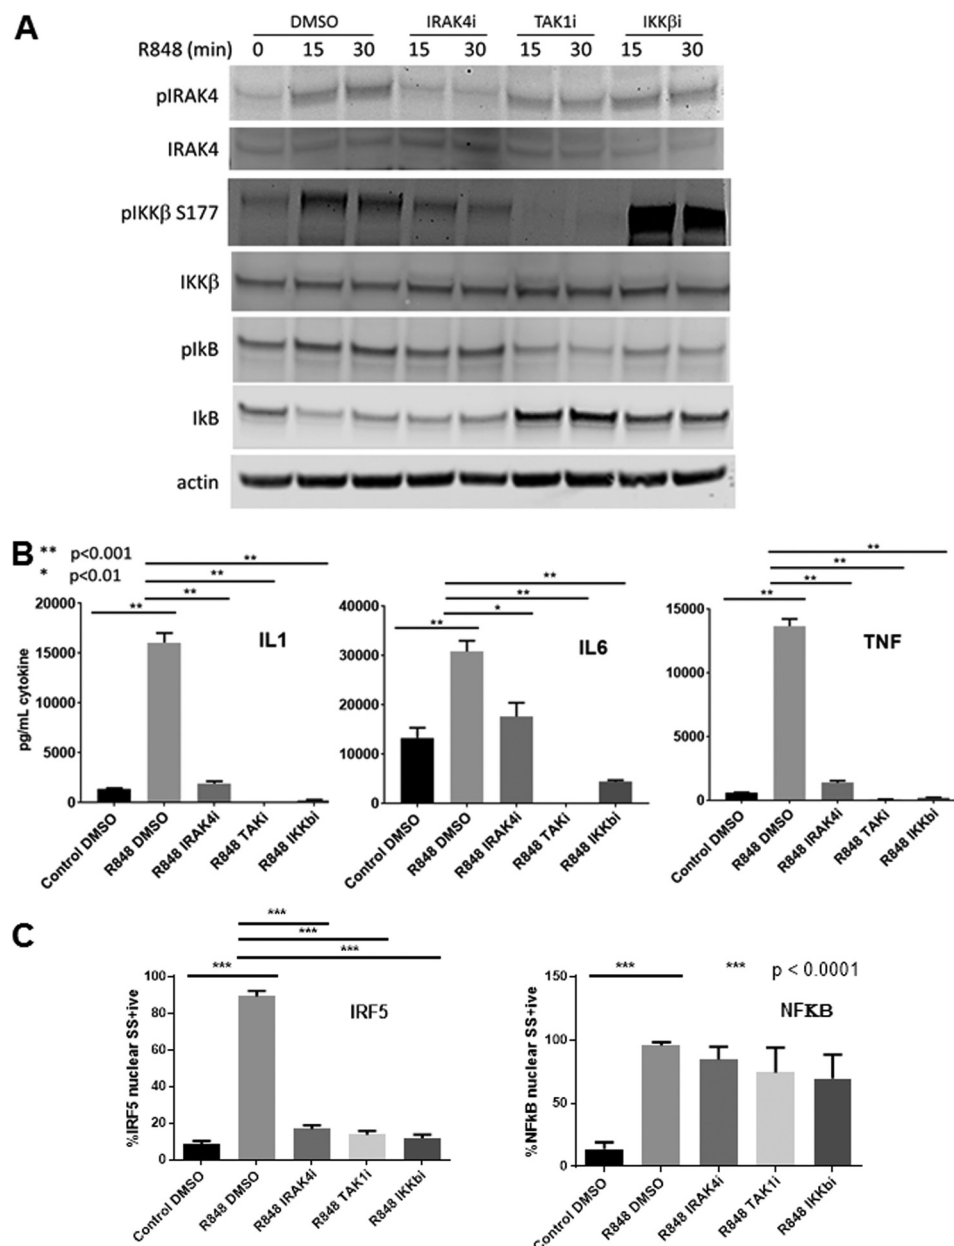 A
DMSO IRAK4i TAK1i IKKβi
R848 (min) 0 15 30 15 30 15 30 15 30
pIRAK4
IRAK4
pIKKβ S177
IKKβ
pIkB
IkB
actin
B
** p<0.001
* p<0.01
** ** ** **
IL1
pg/mL cytokine
20000
15000
10000
5000
0
Control DMSO
R848 DMSO
R848 IRAK4i
R848 TAKi
R848 IKKbi
** * ** **
IL6
40000
30000
20000
10000
0
Control DMSO
R848 DMSO
R848 IRAK4i
R848 TAKi
R848 IKKbi
** ** ** **
TNF
15000
10000
5000
0
Control DMSO
R848 DMSO
R848 IRAK4i
R848 TAKi
R848 IKKbi
C
*** *** *** ***
IRF5
%IRF5 nuclear SS+ive
100
80
60
40
20
0
Control DMSO
R848 DMSO
R848 IRAK4i
R848 TAK1i
R848 IKKbi
*** *** p < 0.0001
NFKB
%NFkB nuclear SS+ive
150
100
50
0
Control DMSO
R848 DMSO
R848 IRAK4i
R848 TAK1i
R848 IKKbi